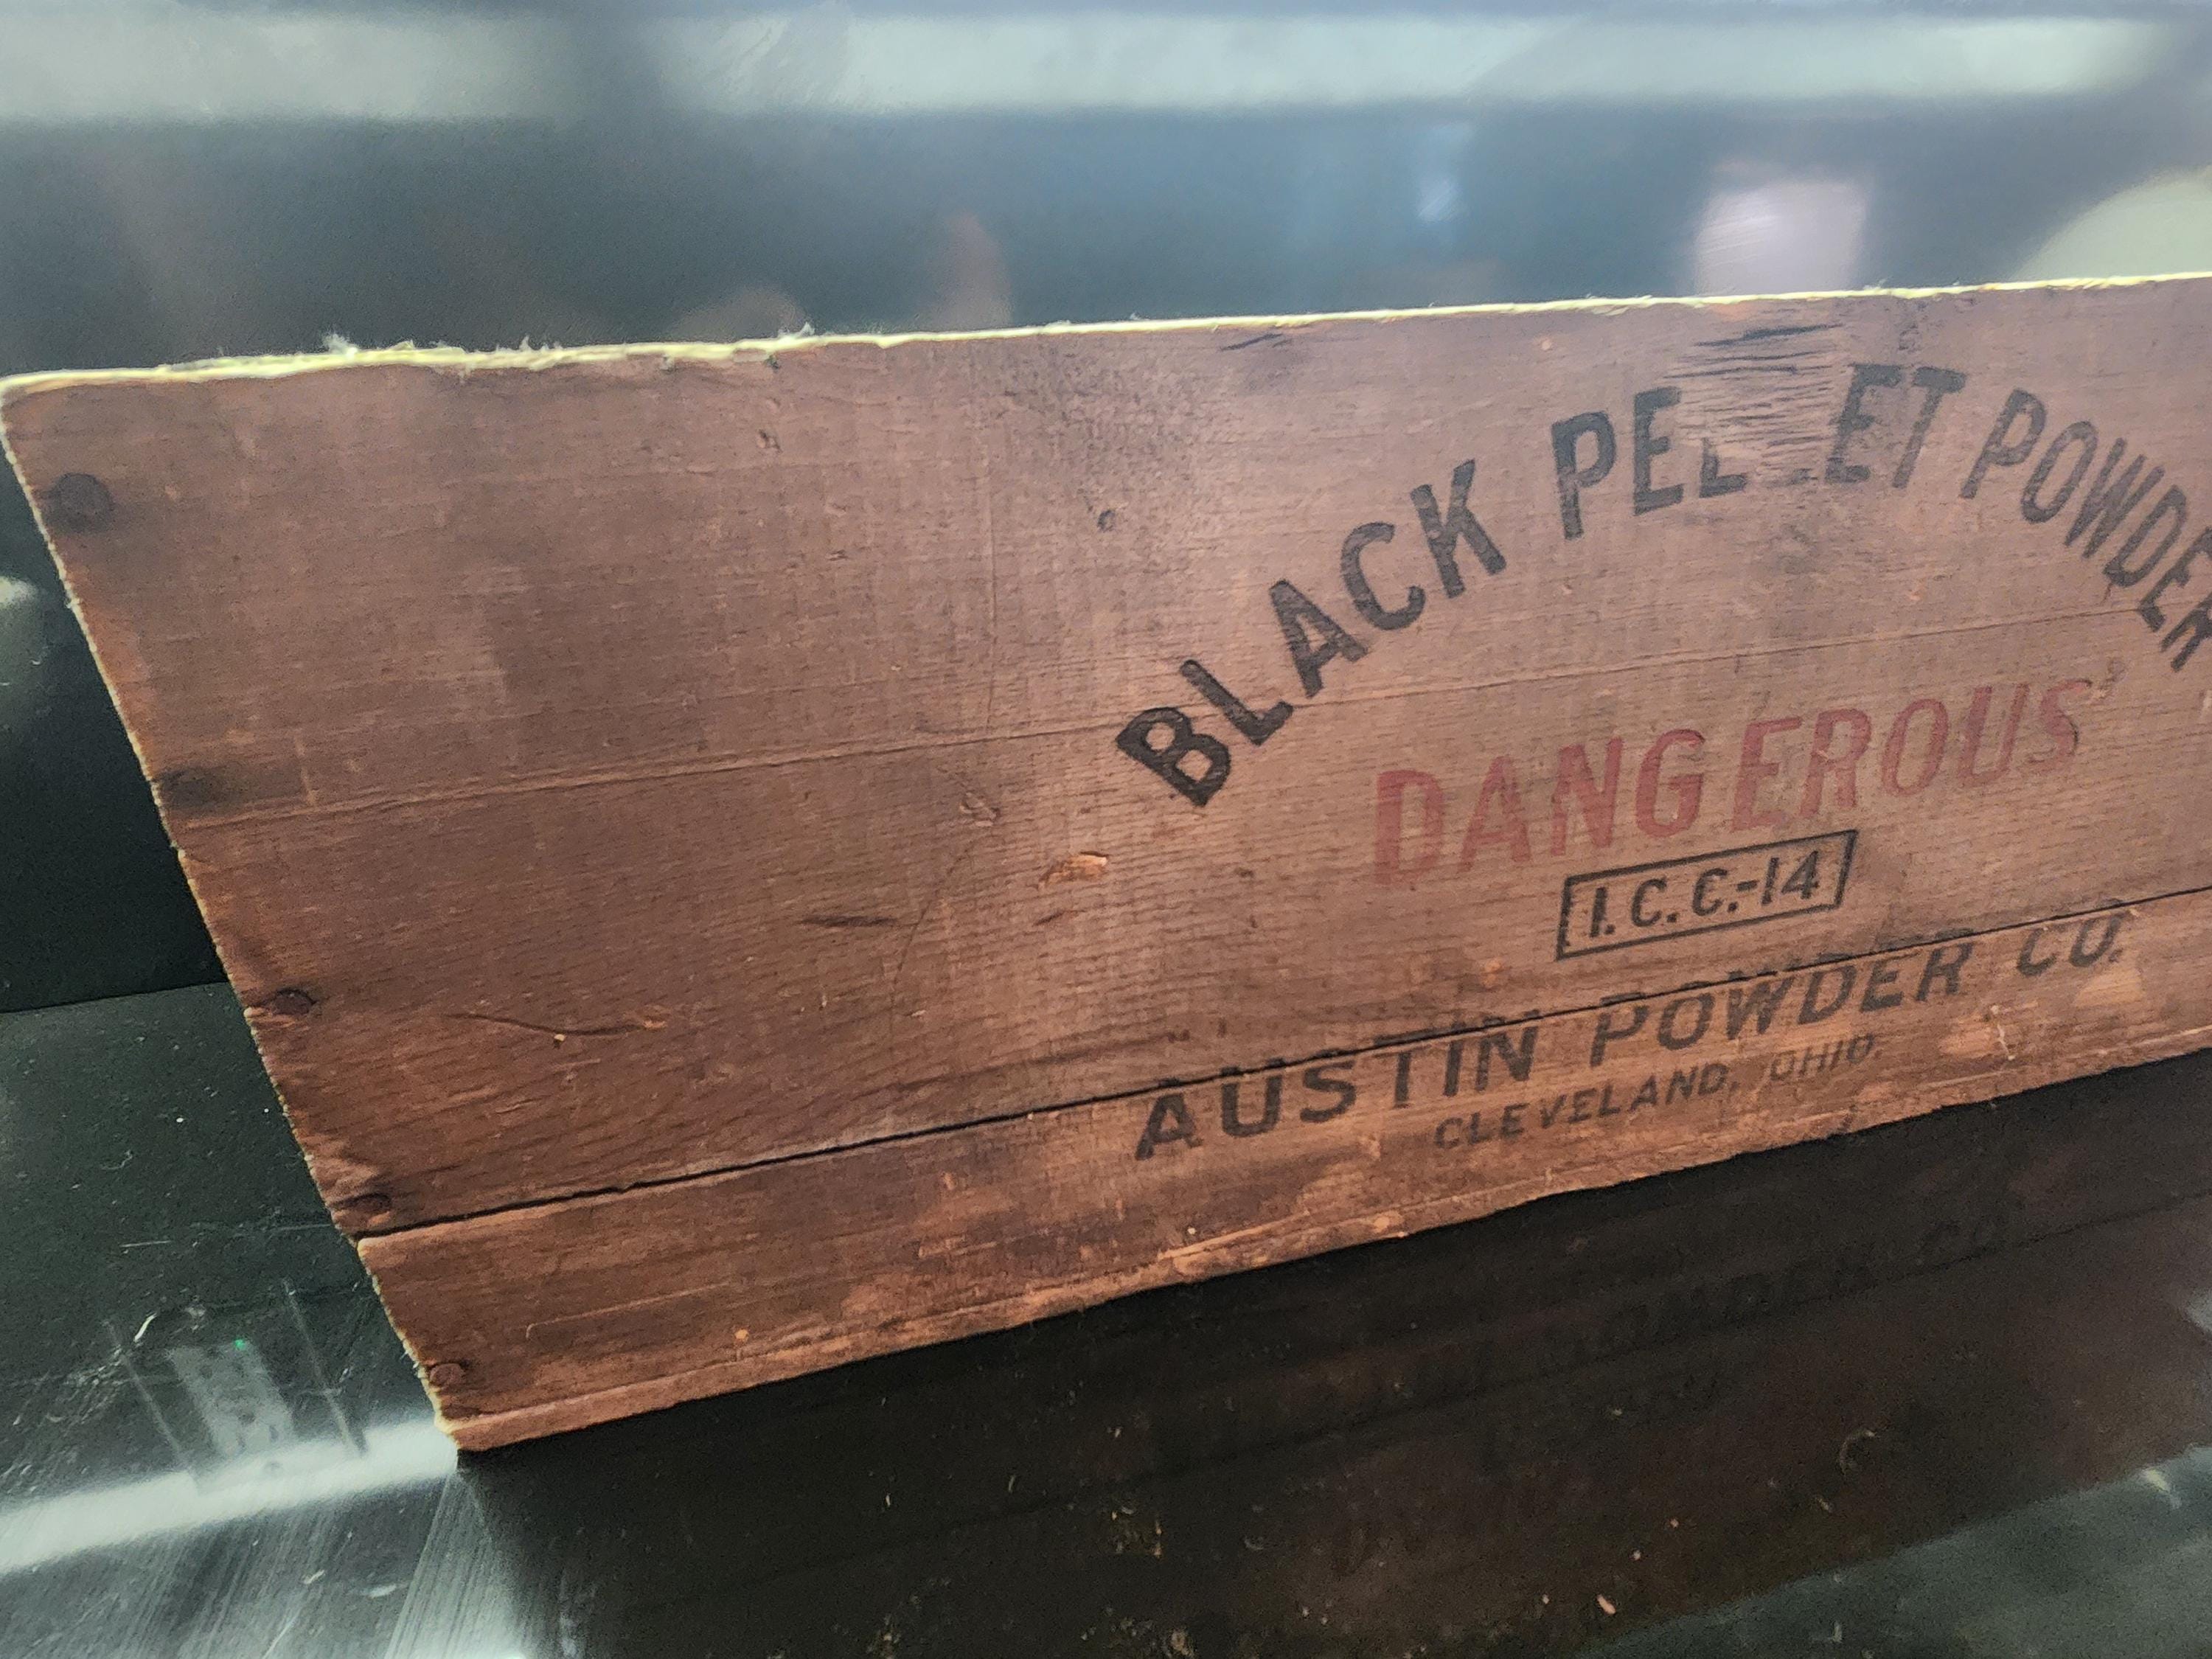 BLACK PELLET POWDER
DANGEROUS
I.C.C.-14
AUSTIN POWDER CO.
CLEVELAND, OHIO.